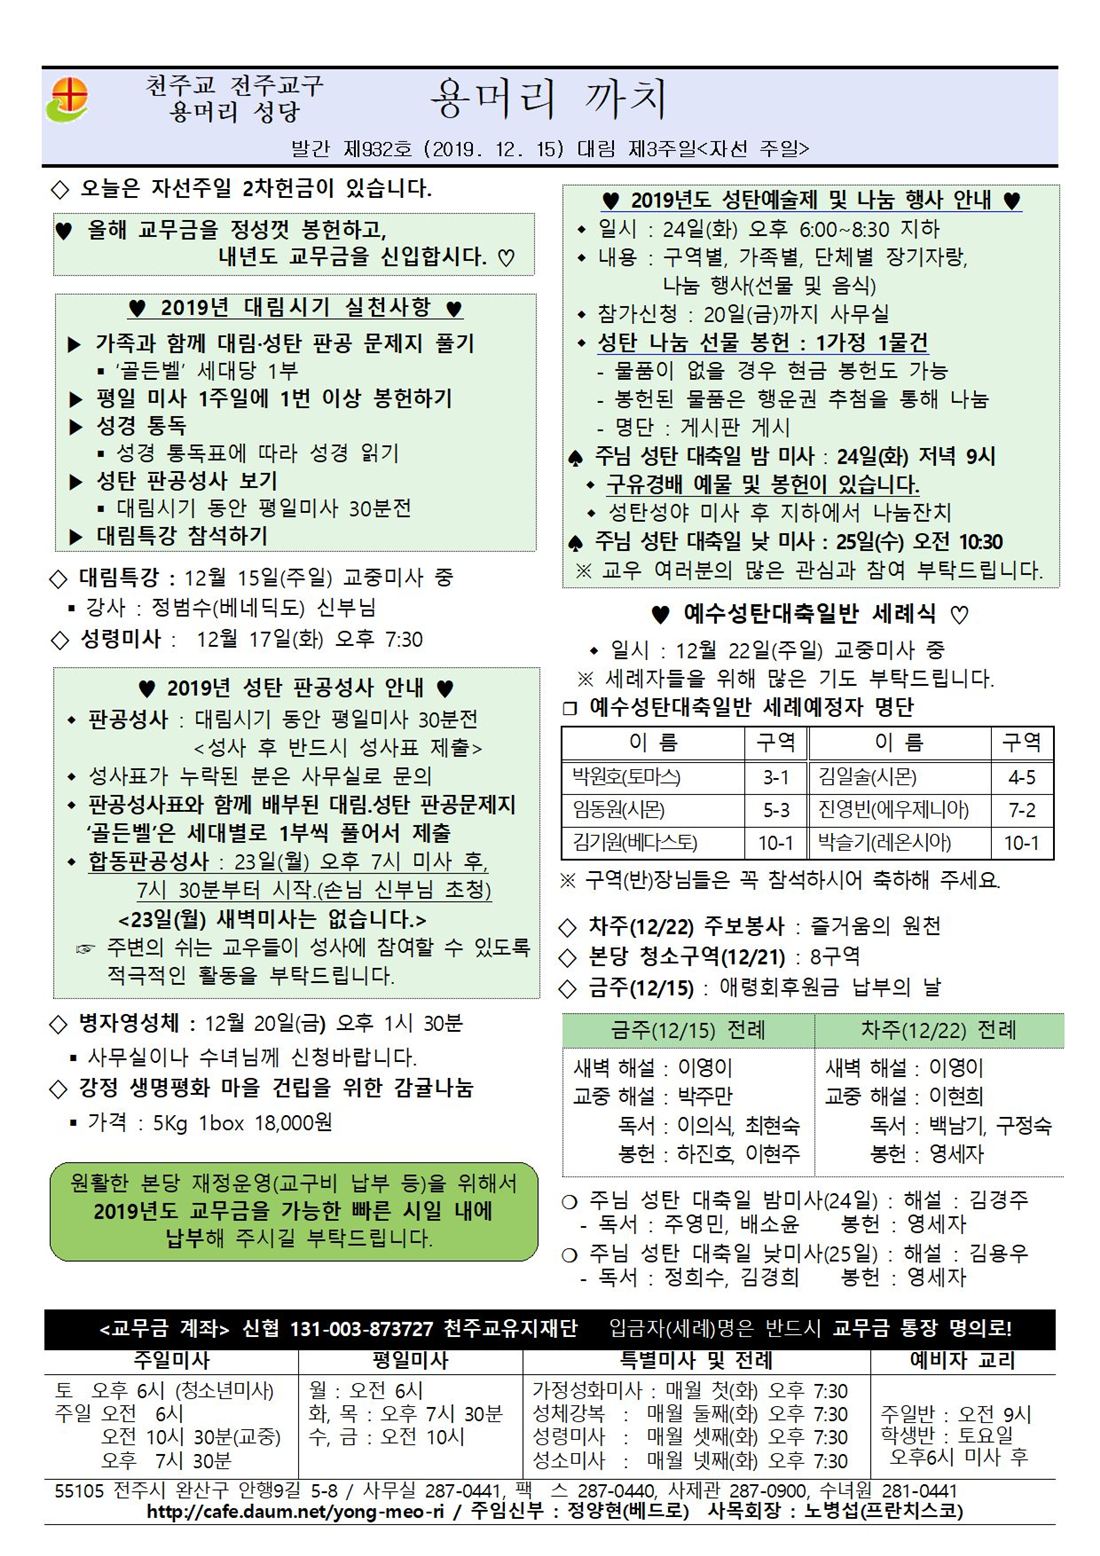 천주교 전주교구
용머리 성당
용머리 까치
발간 제932호 (2019. 12. 15) 대림 제3주일<자선 주일>
◇ 오늘은 자선주일 2차헌금이 있습니다.
♥ 올해 교무금을 정성껏 봉헌하고,
내년도 교무금을 신입합시다. ♡
♥ 2019년 대림시기 실천사항 ♥
▶ 가족과 함께 대림·성탄 판공 문제지 풀기
▪ ‘골든벨’ 세대당 1부
▶ 평일 미사 1주일에 1번 이상 봉헌하기
▶ 성경 통독
▪ 성경 통독표에 따라 성경 읽기
▶ 성탄 판공성사 보기
▪ 대림시기 동안 평일미사 30분전
▶ 대림특강 참석하기
◇ 대림특강 : 12월 15일(주일) 교중미사 중
▪ 강사 : 정범수(베네딕도) 신부님
◇ 성령미사 : 12월 17일(화) 오후 7:30
♥ 2019년 성탄 판공성사 안내 ♥
◆ 판공성사 : 대림시기 동안 평일미사 30분전
<성사 후 반드시 성사표 제출>
◆ 성사표가 누락된 분은 사무실로 문의
◆ 판공성사표와 함께 배부된 대림.성탄 판공문제지
‘골든벨’은 세대별로 1부씩 풀어서 제출
◆ 합동판공성사 : 23일(월) 오후 7시 미사 후,
7시 30분부터 시작.(손님 신부님 초청)
<23일(월) 새벽미사는 없습니다.>
☞ 주변의 쉬는 교우들이 성사에 참여할 수 있도록
적극적인 활동을 부탁드립니다.
◇ 병자영성체 : 12월 20일(금) 오후 1시 30분
▪ 사무실이나 수녀님께 신청바랍니다.
◇ 강정 생명평화 마을 건립을 위한 감귤나눔
▪ 가격 : 5Kg 1box 18,000원
원활한 본당 재정운영(교구비 납부 등)을 위해서
2019년도 교무금을 가능한 빠른 시일 내에
납부해 주시길 부탁드립니다.
♥ 2019년도 성탄예술제 및 나눔 행사 안내 ♥
◆ 일시 : 24일(화) 오후 6:00~8:30 지하
◆ 내용 : 구역별, 가족별, 단체별 장기자랑,
나눔 행사(선물 및 음식)
◆ 참가신청 : 20일(금)까지 사무실
◆ 성탄 나눔 선물 봉헌 : 1가정 1물건
- 물품이 없을 경우 현금 봉헌도 가능
- 봉헌된 물품은 행운권 추첨을 통해 나눔
- 명단 : 게시판 게시
♠ 주님 성탄 대축일 밤 미사 : 24일(화) 저녁 9시
◆ 구유경배 예물 및 봉헌이 있습니다.
◆ 성탄성야 미사 후 지하에서 나눔잔치
♠ 주님 성탄 대축일 낮 미사 : 25일(수) 오전 10:30
※ 교우 여러분의 많은 관심과 참여 부탁드립니다.
♥ 예수성탄대축일반 세례식 ♡
◆ 일시 : 12월 22일(주일) 교중미사 중
※ 세례자들을 위해 많은 기도 부탁드립니다.
❒ 예수성탄대축일반 세례예정자 명단
이 름 구역 이 름 구역
박원호(토마스) 3-1 김일술(시몬) 4-5
임동원(시몬) 5-3 진영빈(에우제니아) 7-2
김기원(베다스토) 10-1 박슬기(레온시아) 10-1
※ 구역(반)장님들은 꼭 참석하시어 축하해 주세요.
◇ 차주(12/22) 주보봉사 : 즐거움의 원천
◇ 본당 청소구역(12/21) : 8구역
◇ 금주(12/15) : 애령회후원금 납부의 날
금주(12/15) 전례 차주(12/22) 전례
새벽 해설 : 이영이 새벽 해설 : 이영이
교중 해설 : 박주만 교중 해설 : 이현희
독서 : 이의식, 최현숙 독서 : 백남기, 구정숙
봉헌 : 하진호, 이현주 봉헌 : 영세자
❍ 주님 성탄 대축일 밤미사(24일) : 해설 : 김경주
- 독서 : 주영민, 배소윤 봉헌 : 영세자
❍ 주님 성탄 대축일 낮미사(25일) : 해설 : 김용우
- 독서 : 정희수, 김경희 봉헌 : 영세자
<교무금 계좌> 신협 131-003-873727 천주교유지재단 입금자(세례)명은 반드시 교무금 통장 명의로!
주일미사 평일미사 특별미사 및 전례 예비자 교리
토 오후 6시 (청소년미사) 월 : 오전 6시 가정성화미사 : 매월 첫(화) 오후 7:30
주일 오전 6시 화, 목 : 오후 7시 30분 성체강복 : 매월 둘째(화) 오후 7:30 주일반 : 오전 9시
오전 10시 30분(교중) 수, 금 : 오전 10시 성령미사 : 매월 셋째(화) 오후 7:30 학생반 : 토요일
오후 7시 30분 성소미사 : 매월 넷째(화) 오후 7:30 오후6시 미사 후
55105 전주시 완산구 안행9길 5-8 / 사무실 287-0441, 팩 스 287-0440, 사제관 287-0900, 수녀원 281-0441
http://cafe.daum.net/yong-meo-ri / 주임신부 : 정양현(베드로) 사목회장 : 노병섭(프란치스코)